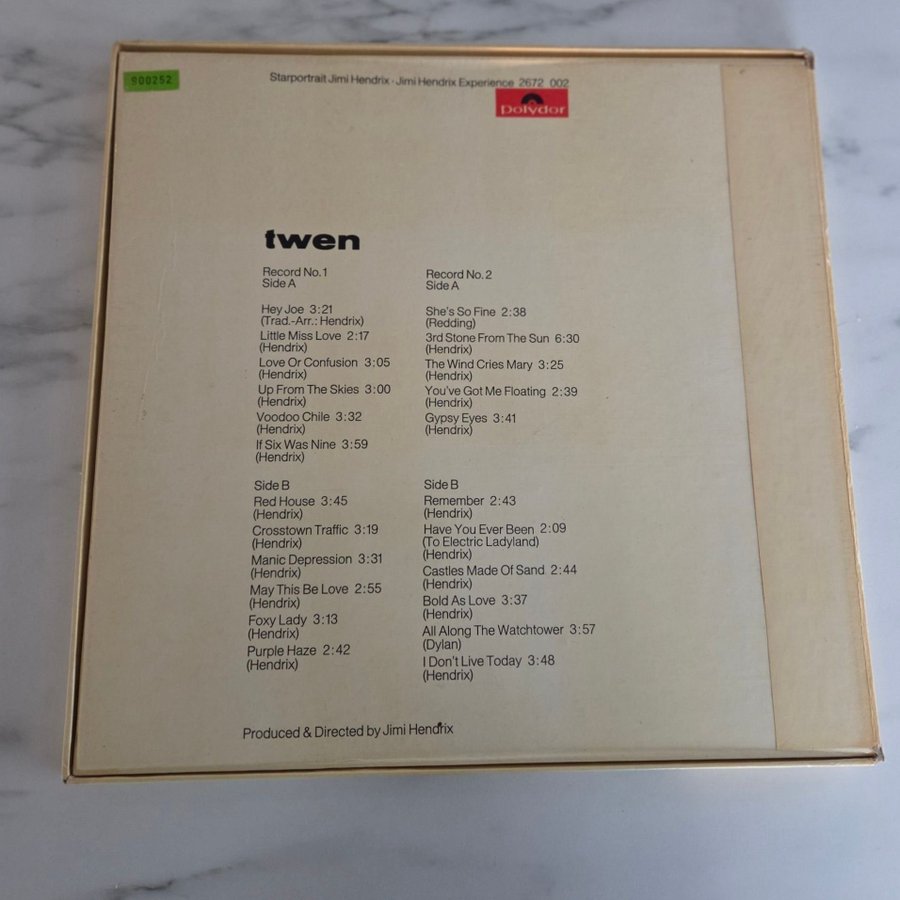 900252
Starportrait Jimi Hendrix · Jimi Hendrix Experience 2672 002
polydor
twen
Record No. 1
Side A
Hey Joe 3:21
(Trad.-Arr.: Hendrix)
Little Miss Love 2:17
(Hendrix)
Love Or Confusion 3:05
(Hendrix)
Up From The Skies 3:00
(Hendrix)
Voodoo Chile 3:32
(Hendrix)
If Six Was Nine 3:59
(Hendrix)
Side B
Red House 3:45
(Hendrix)
Crosstown Traffic 3:19
(Hendrix)
Manic Depression 3:31
(Hendrix)
May This Be Love 2:55
(Hendrix)
Foxy Lady 3:13
(Hendrix)
Purple Haze 2:42
(Hendrix)
Record No. 2
Side A
She's So Fine 2:38
(Redding)
3rd Stone From The Sun 6:30
(Hendrix)
The Wind Cries Mary 3:25
(Hendrix)
You've Got Me Floating 2:39
(Hendrix)
Gypsy Eyes 3:41
(Hendrix)
Side B
Remember 2:43
(Hendrix)
Have You Ever Been 2:09
(To Electric Ladyland)
(Hendrix)
Castles Made Of Sand 2:44
(Hendrix)
Bold As Love 3:37
(Hendrix)
All Along The Watchtower 3:57
(Dylan)
I Don't Live Today 3:48
(Hendrix)
Produced & Directed by Jimi Hendrix